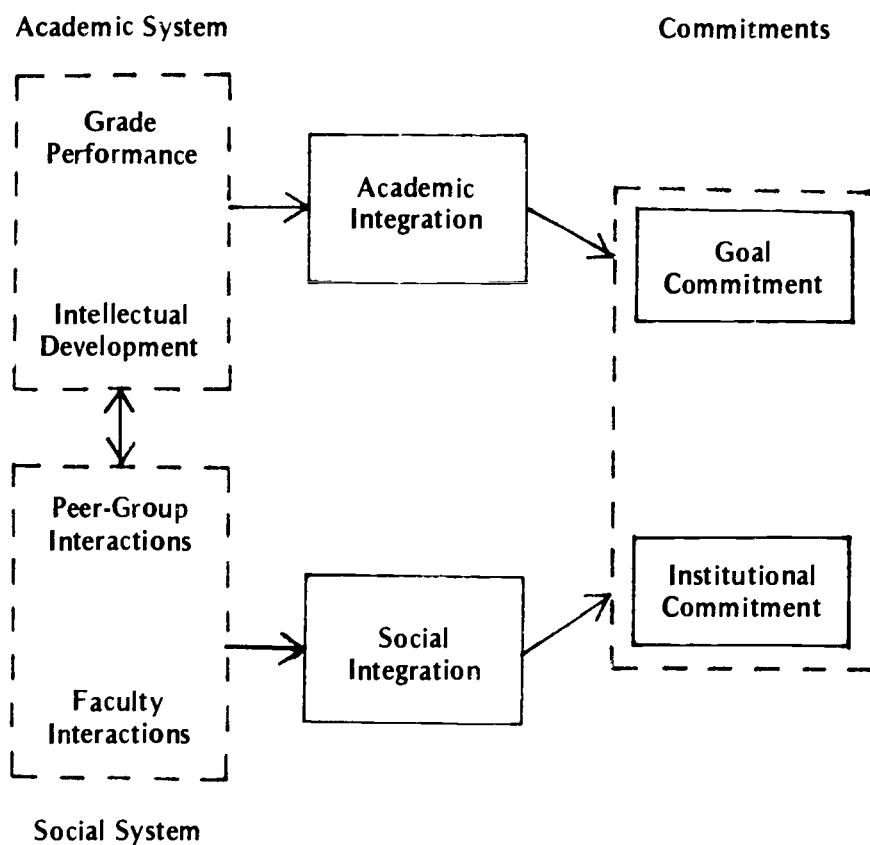 Academic System
Commitments
Grade
Performance
Intellectual
Development
Academic
Integration
Goal
Commitment
Peer-Group
Interactions
Faculty
Interactions
Social
Integration
Institutional
Commitment
Social System